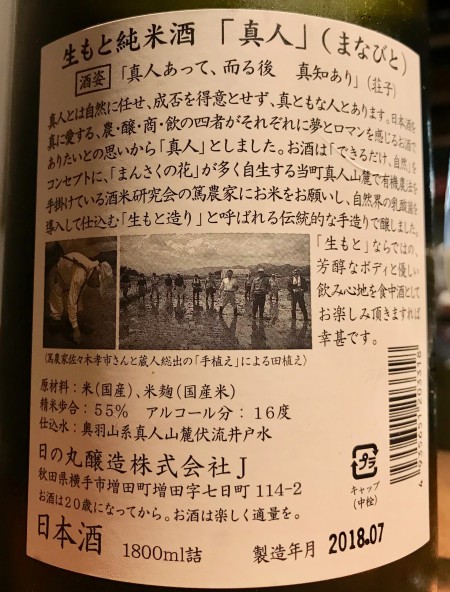 生もと純米酒 「真人」(まなびと)
酒姿 「真人あって、而る後 真知あり」(荘子)
真人とは自然に任せ、成否を得意とせず、真ともな人とあります。日本酒を
真に愛する、農・醸・商・飲の四者がそれぞれに夢とロマンを感じるお酒で
ありたいとの思いから「真人」としました。お酒は「できるだけ、自然」を
コンセプトに、「まんさくの花」が多く自生する当町真人山麓で有機農法を
手掛けている酒米研究会の篤農家にお米をお願いし、自然界の乳酸菌を
導入して仕込む・「生もと造り」と呼ばれる伝統的な手造りで醸しました。
「生もと」ならではの、
芳醇なボディと優しい
飲み心地を食中酒として
お楽しみ頂きますれば
幸甚です。
(篤農家佐々木孝市さんと蔵人総出の「手植え」による田植え)
原材料:米(国産)、米麹(国産米)
精米歩合:55% アルコール分:16度
仕込水:奥羽山系真人山麓伏流井戸水
日の丸醸造株式会社J
秋田県横手市増田町増田字七日町114-2
お酒は20歳になってから。お酒は楽しく適量を。
日本酒 1800ml詰 製造年月 2018.07
プラ
キャップ
(中栓)
4935651203318